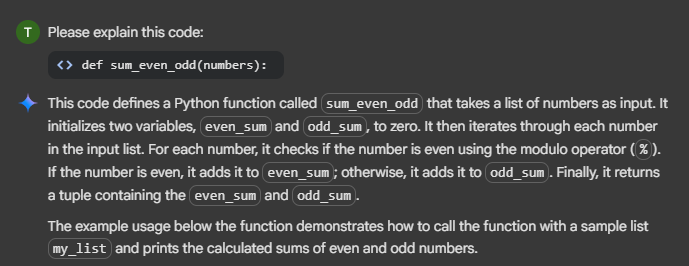 T Please explain this code:
<> def sum_even_odd(numbers):
This code defines a Python function called sum_even_odd that takes a list of numbers as input. It
initializes two variables, even_sum and odd_sum, to zero. It then iterates through each number
in the input list. For each number, it checks if the number is even using the modulo operator (%).
If the number is even, it adds it to even_sum; otherwise, it adds it to odd_sum. Finally, it returns
a tuple containing the even_sum and odd_sum.
The example usage below the function demonstrates how to call the function with a sample list
my_list and prints the calculated sums of even and odd numbers.